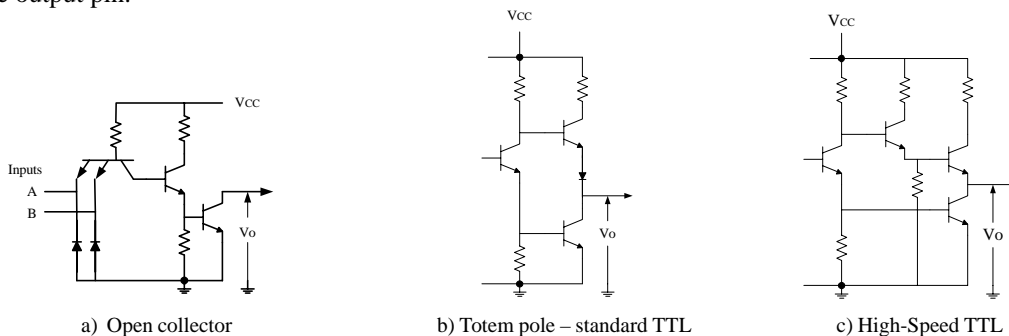 e output pin.
VCC
VCC
VCC
Inputs
A
B
Vo
Vo
Vo
a) Open collector
b) Totem pole – standard TTL
c) High-Speed TTL